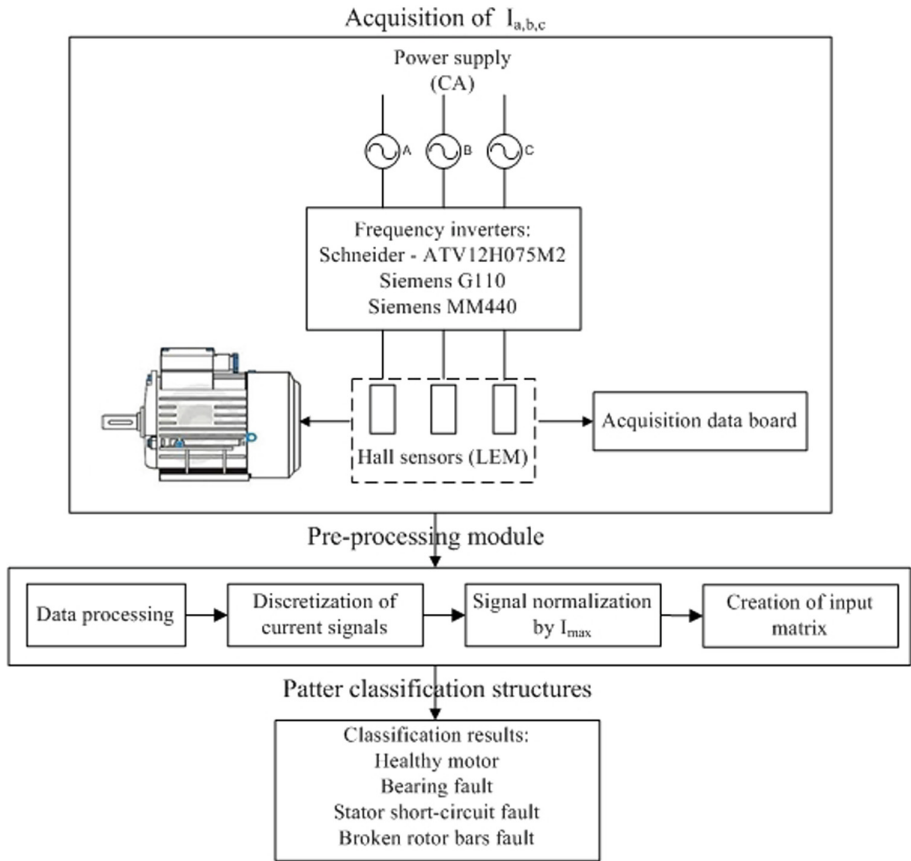 Acquisition of Ia,b,c
Power supply
(CA)
A
B
C
Frequency inverters:
Schneider - ATV12H075M2
Siemens G110
Siemens MM440
Hall sensors (LEM)
Acquisition data board
Pre-processing module
Data processing
Discretization of
current signals
Signal normalization
by Imax
Creation of input
matrix
Patter classification structures
Classification results:
Healthy motor
Bearing fault
Stator short-circuit fault
Broken rotor bars fault